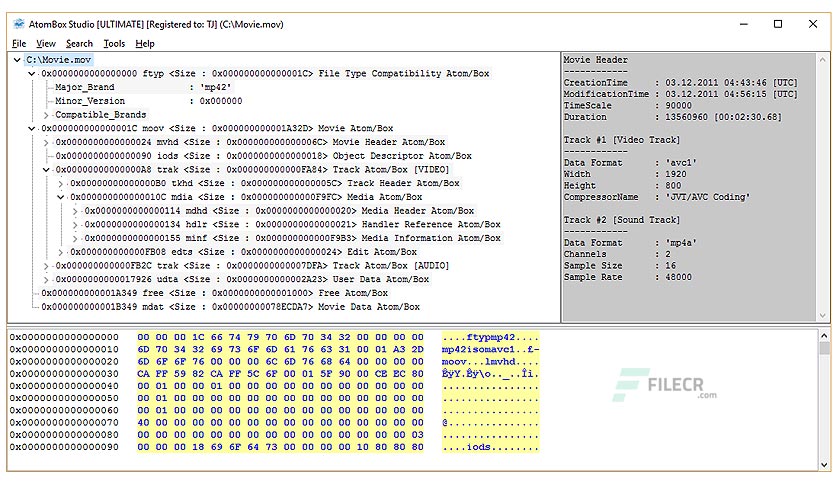 AtomBox Studio [ULTIMATE] [Registered to: TJ] (C:\Movie.mov)
File View Search Tools Help
C:\Movie.mov
0x0000000000000000 ftyp <Size : 0x000000000000001C> File Type Compatibility Atom/Box
Major_Brand : 'mp42'
Minor_Version : 0x000000
Compatible_Brands
0x000000000000001C moov <Size : 0x000000000001A32D> Movie Atom/Box
0x0000000000000024 mvhd <Size : 0x000000000000006C> Movie Header Atom/Box
0x0000000000000090 iods <Size : 0x0000000000000018> Object Descriptor Atom/Box
0x00000000000000A8 trak <Size : 0x000000000000FA84> Track Atom/Box [VIDEO]
0x00000000000000B0 tkhd <Size : 0x000000000000005C> Track Header Atom/Box
0x000000000000010C mdia <Size : 0x000000000000F9FC> Media Atom/Box
0x0000000000000114 mdhd <Size : 0x0000000000000020> Media Header Atom/Box
0x0000000000000134 hdlr <Size : 0x0000000000000021> Handler Reference Atom/Box
0x0000000000000155 minf <Size : 0x000000000000F9B3> Media Information Atom/Box
0x000000000000FB08 edts <Size : 0x0000000000000024> Edit Atom/Box
0x000000000000FB2C trak <Size : 0x0000000000007DFA> Track Atom/Box [AUDIO]
0x0000000000017926 udta <Size : 0x0000000000002A23> User Data Atom/Box
0x000000000001A349 free <Size : 0x0000000000001000> Free Atom/Box
0x000000000001B349 mdat <Size : 0x00000000078ECDA7> Movie Data Atom/Box
Movie Header
------------
CreationTime : 03.12.2011 04:43:46 [UTC]
ModificationTime : 03.12.2011 04:56:15 [UTC]
TimeScale : 90000
Duration : 13560960 [00:02:30.68]
Track #1 [Video Track]
------------
Data Format : 'avc1'
Width : 1920
Height : 800
CompressorName : 'JVI/AVC Coding'
Track #2 [Sound Track]
------------
Data Format : 'mp4a'
Channels : 2
Sample Size : 16
Sample Rate : 48000
0x0000000000000000 00 00 00 1C 66 74 79 70 6D 70 34 32 00 00 00 00 ....ftypmp42....
0x0000000000000010 6D 70 34 32 69 73 6F 6D 61 76 63 31 00 01 A3 2D mp42isomavc1..£-
0x0000000000000020 6D 6F 6F 76 00 00 00 6C 6D 76 68 64 00 00 00 00 moov...lmvhd....
0x0000000000000030 CA FF 59 82 CA FF 5C 6F 00 01 5F 90 00 CE EC 80 ÊÿY.Êÿ\o.._..Îì.
0x0000000000000040 00 01 00 00 01 00 00 00 00 00 00 00 00 00 00 00 ................
0x0000000000000050 00 01 00 00 00 00 00 00 00 00 00 00 00 00 00 00 ................
0x0000000000000060 00 01 00 00 00 00 00 00 00 00 00 00 00 00 00 00 ................
0x0000000000000070 40 00 00 00 00 00 00 00 00 00 00 00 00 00 00 00 @...............
0x0000000000000080 00 00 00 00 00 00 00 00 00 00 00 00 00 00 00 03 ................
0x0000000000000090 00 00 00 18 69 6F 64 73 00 00 00 00 10 80 80 80 ....iods........
FILECR
.com